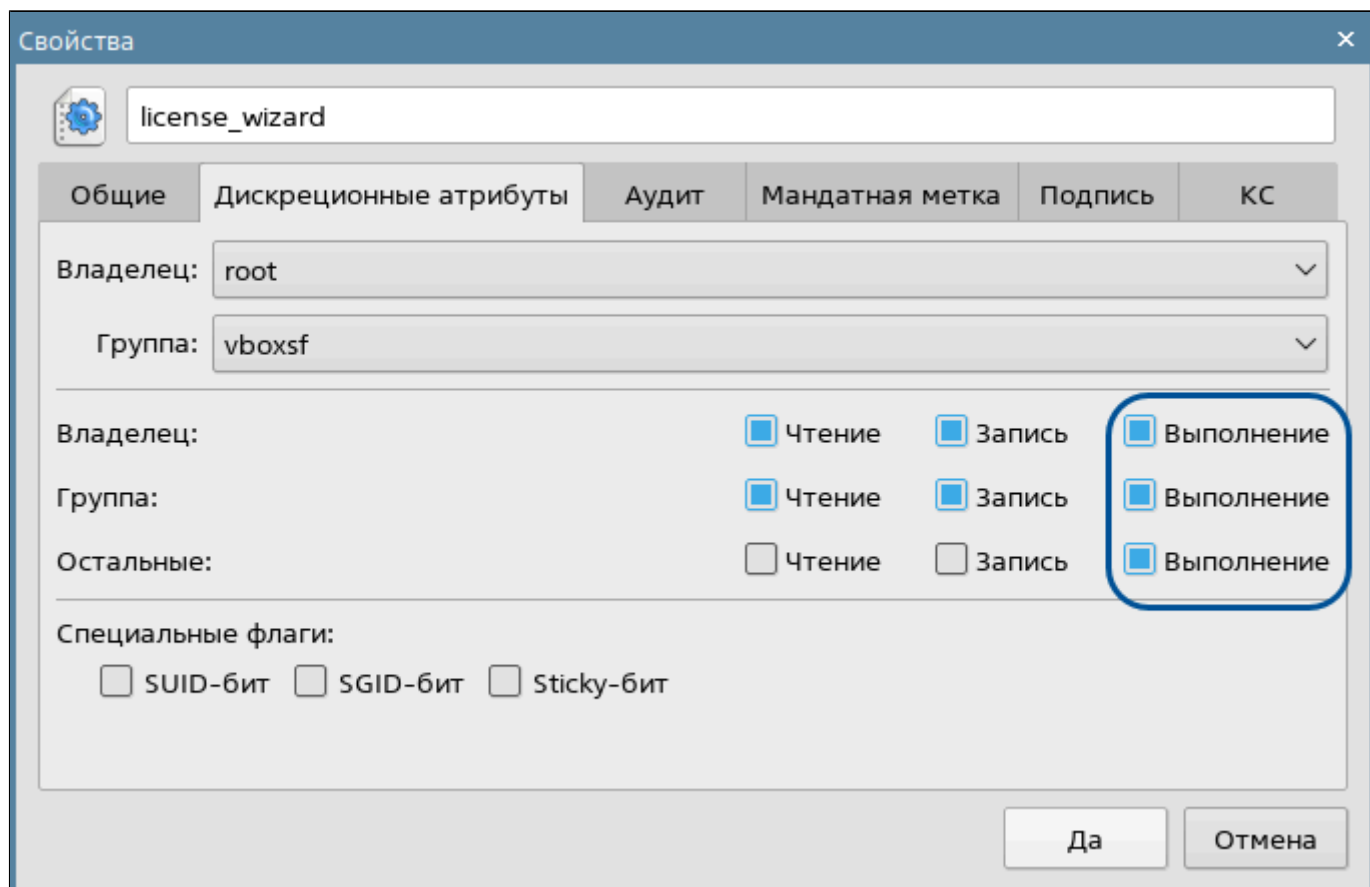 Свойства
license_wizard
Общие Дискреционные атрибуты Аудит Мандатная метка Подпись КС
Владелец: root
Группа: vboxsf
Владелец: Чтение Запись Выполнение
Группа: Чтение Запись Выполнение
Остальные: Чтение Запись Выполнение
Специальные флаги:
SUID-бит SGID-бит Sticky-бит
Да Отмена